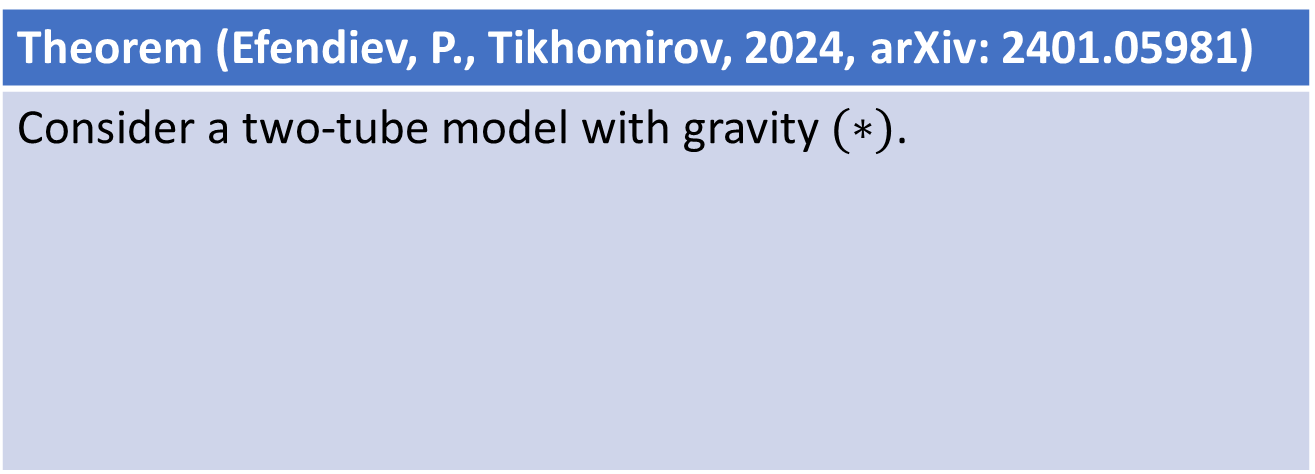 Theorem (Efendiev, P., Tikhomirov, 2024, arXiv: 2401.05981)
Consider a two-tube model with gravity (∗).